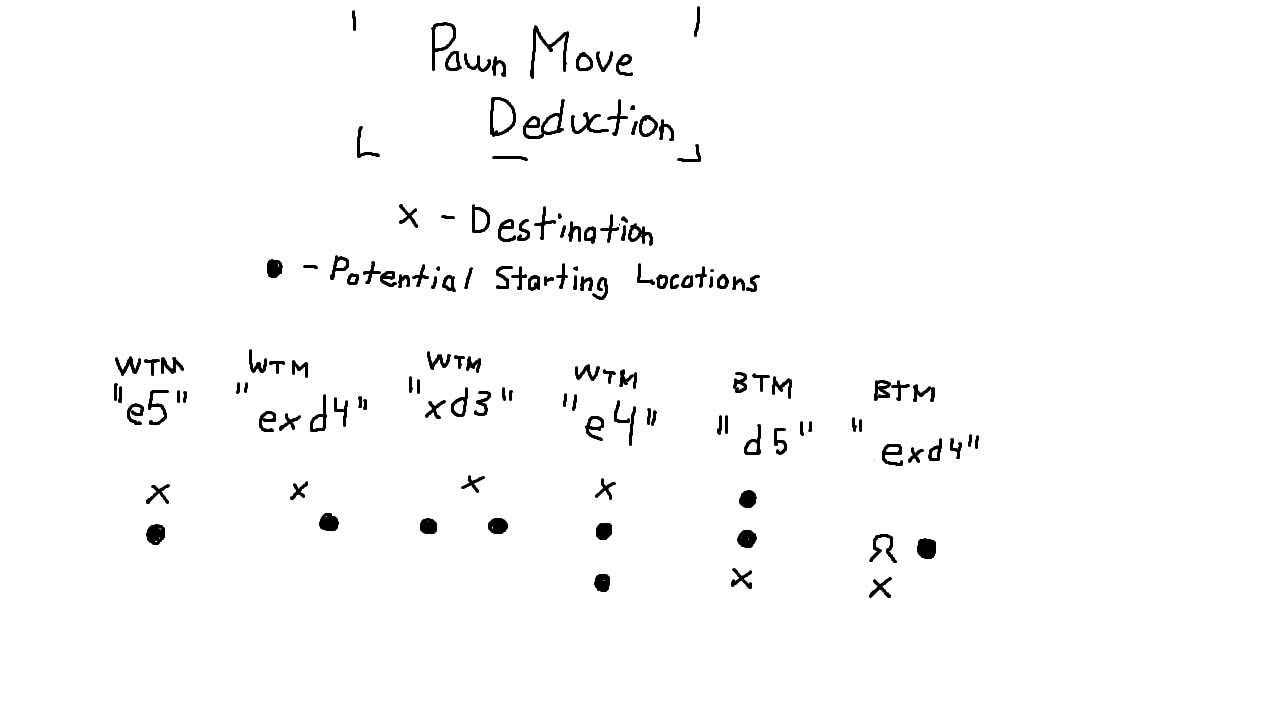 Pawn Move
Deduction
x - Destination
● - Potential Starting Locations
WTM WTM WTM WTM BTM BTM
"e5" "exd4" "xd3" "e4" "d5" "exd4"
x x x x
x x